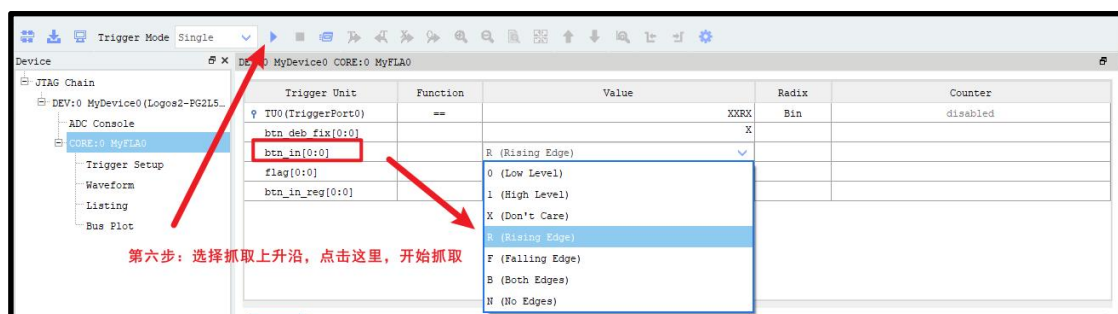 Trigger Mode Single
Device
DEV:0 MyDevice0 CORE:0 MyFLA0
JTAG Chain
DEV:0 MyDevice0(Logos2-PG2L5...
ADC Console
CORE:0 MyFLA0
Trigger Setup
Waveform
Listing
Bus Plot
Trigger Unit Function Value Radix Counter
TU0(TriggerPort0) == XXRX Bin disabled
btn_deb_fix[0:0] X
btn_in[0:0] R (Rising Edge)
flag[0:0]
btn_in_reg[0:0]
0 (Low Level)
1 (High Level)
X (Don't Care)
R (Rising Edge)
F (Falling Edge)
B (Both Edges)
N (No Edges)
第六步：选择抓取上升沿，点击这里，开始抓取